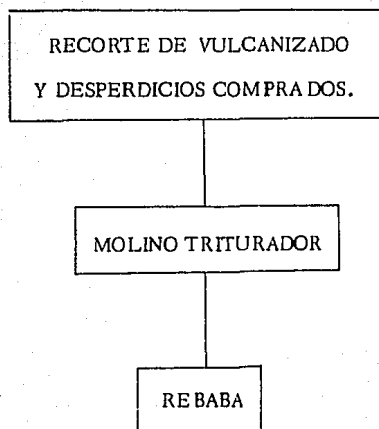 RECORTE DE VULCANIZADO
Y DESPERDICIOS COMPRADOS.
MOLINO TRITURADOR
REBABA